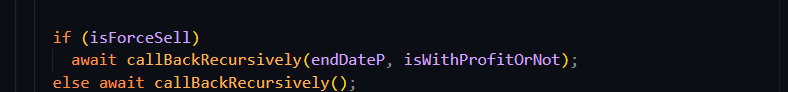 if (isForceSell)
await callBackRecursively(endDateP, isWithProfitOrNot);
else await callBackRecursively();